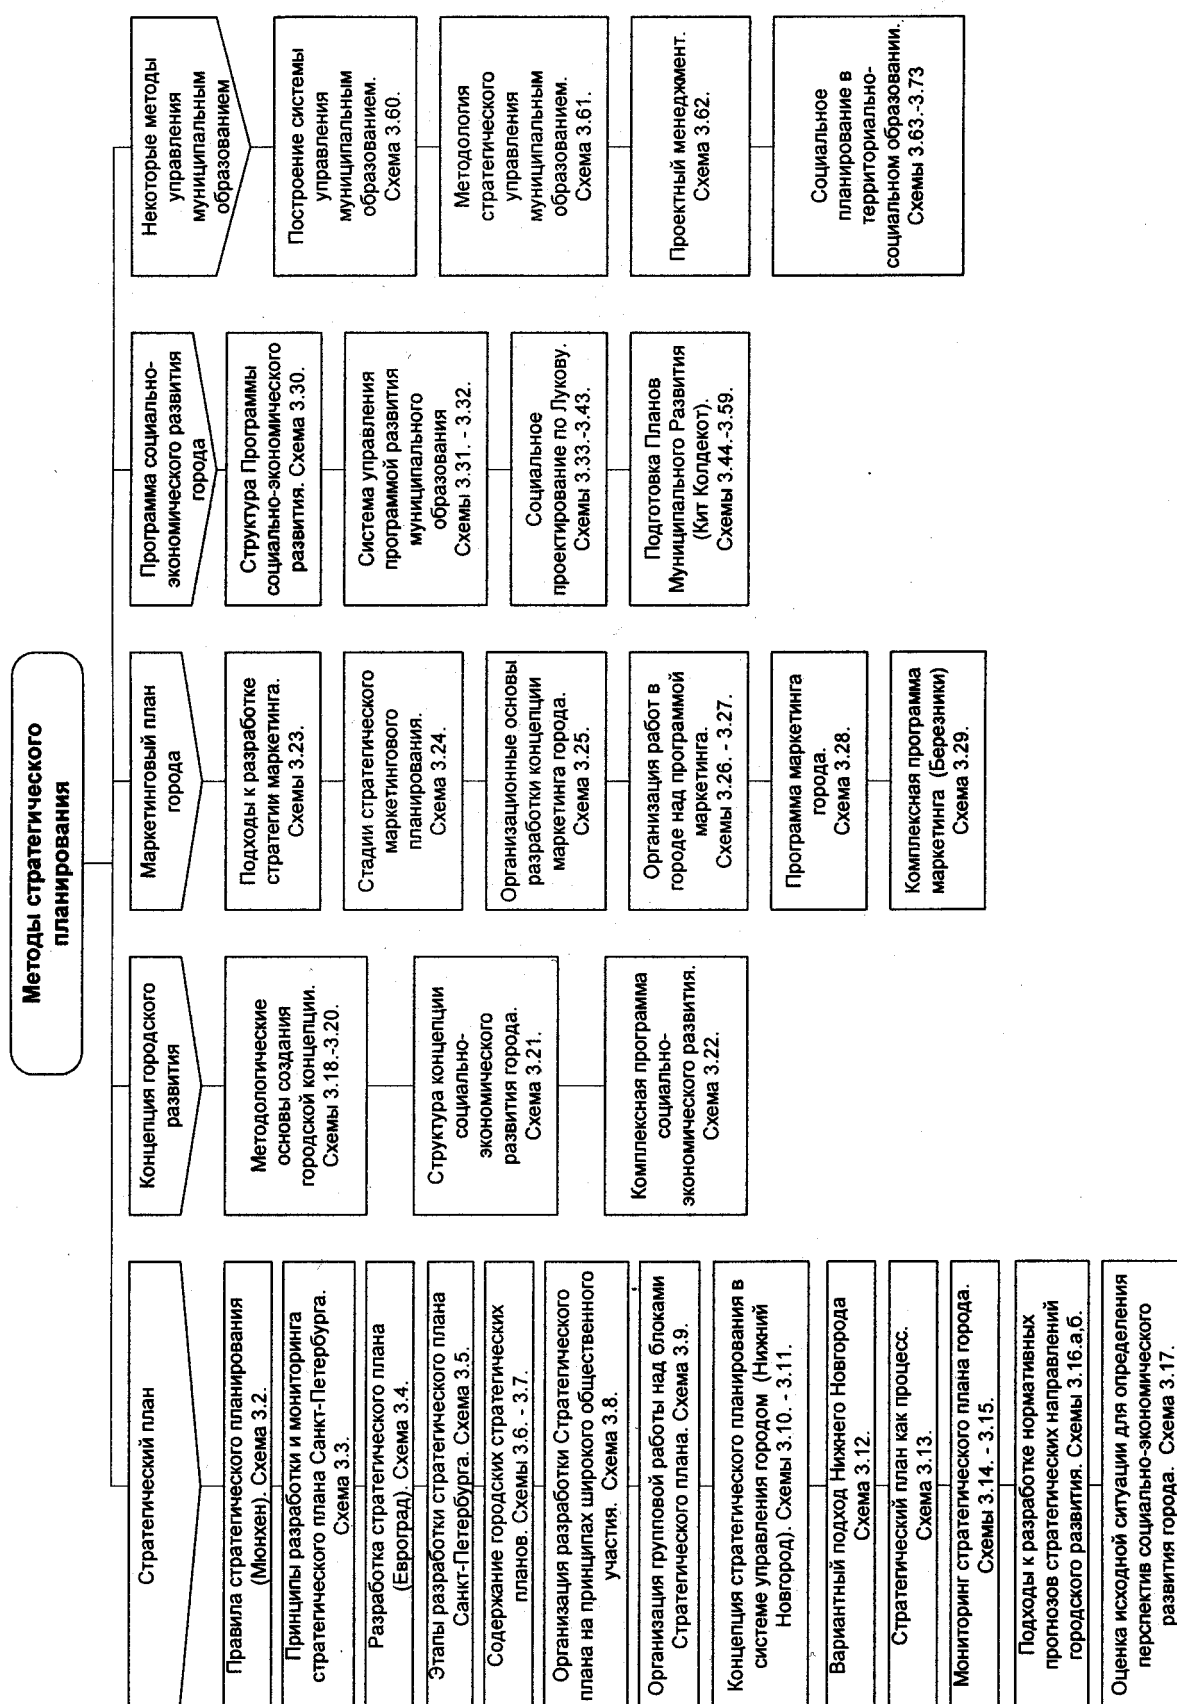 Методы стратегического
планирования
Стратегический план
Правила стратегического планирования
(Мюнхен). Схема 3.2.
Принципы разработки и мониторинга
стратегического плана Санкт-Петербурга.
Схема 3.3.
Разработка стратегического плана
(Евроград). Схема 3.4.
Этапы разработки стратегического плана
Санкт-Петербурга. Схема 3.5.
Содержание городских стратегических
планов. Схемы 3.6. - 3.7.
Организация разработки Стратегического
плана на принципах широкого общественного
участия. Схема 3.8.
Организация групповой работы над блоками
Стратегического плана. Схема 3.9.
Концепция стратегического планирования в
системе управления городом (Нижний
Новгород). Схемы 3.10. - 3.11.
Вариантный подход Нижнего Новгорода
Схема 3.12.
Стратегический план как процесс.
Схема 3.13.
Мониторинг стратегического плана города.
Схемы 3.14. - 3.15.
Подходы к разработке нормативных
прогнозов стратегических направлений
городского развития. Схемы 3.16.а,б.
Оценка исходной ситуации для определения
перспектив социально-экономического
развития города. Схема 3.17.
Концепция городского
развития
Методологические
основы создания
городской концепции.
Схемы 3.18.-3.20.
Структура концепции
социально-
экономического
развития города.
Схема 3.21.
Комплексная программа
социально-
экономического развития.
Схема 3.22.
Маркетинговый план
города
Подходы к разработке
стратегии маркетинга.
Схемы 3.23.
Стадии стратегического
маркетингового
планирования.
Схема 3.24.
Организационные основы
разработки концепции
маркетинга города.
Схема 3.25.
Организация работ в
городе над программой
маркетинга.
Схемы 3.26. - 3.27.
Программа маркетинга
города.
Схема 3.28.
Комплексная программа
маркетинга (Березники)
Схема 3.29.
Программа социально-
экономического развития
города
Структура Программы
социально-экономического
развития. Схема 3.30.
Система управления
программой развития
муниципального
образования
Схемы 3.31. - 3.32.
Социальное
проектирование по Лукову.
Схемы 3.33.-3.43.
Подготовка Планов
Муниципального Развития
(Кит Колдекот).
Схемы 3.44.-3.59.
Некоторые методы
управления
муниципальным
образованием
Построение системы
управления
муниципальным
образованием.
Схема 3.60.
Методология
стратегического
управления
муниципальным
образованием.
Схема 3.61.
Проектный менеджмент.
Схема 3.62.
Социальное
планирование в
территориально-
социальном образовании.
Схемы 3.63.-3.73